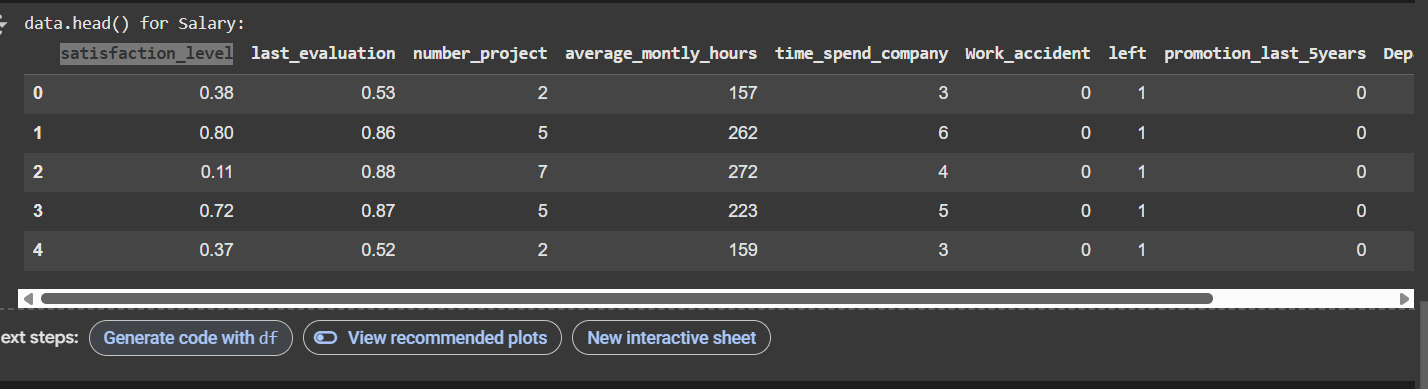 data.head() for Salary:
satisfaction_level last_evaluation number_project average_montly_hours time_spend_company Work_accident left promotion_last_5years Dep
0 0.38 0.53 2 157 3 0 1 0
1 0.80 0.86 5 262 6 0 1 0
2 0.11 0.88 7 272 4 0 1 0
3 0.72 0.87 5 223 5 0 1 0
4 0.37 0.52 2 159 3 0 1 0
ext steps: Generate code with df View recommended plots New interactive sheet